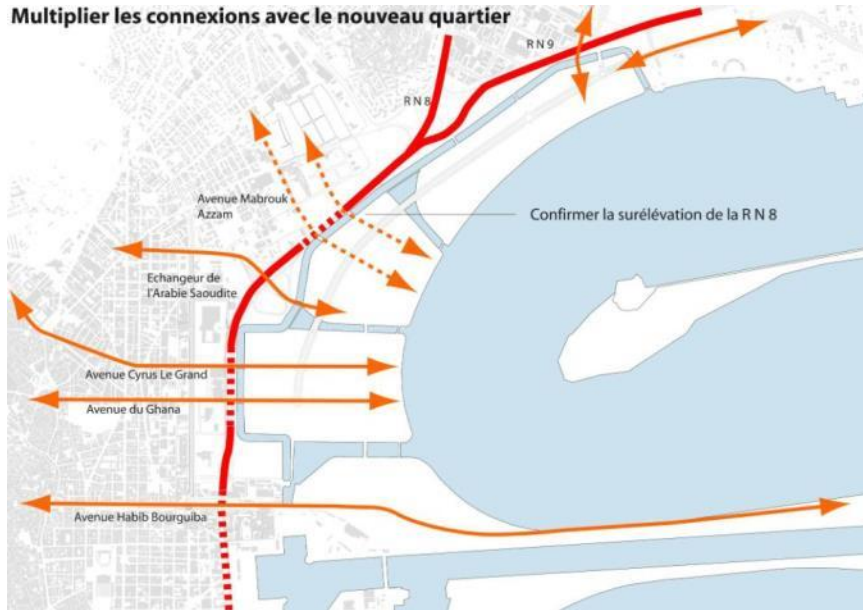 Multiplier les connexions avec le nouveau quartier
R N 9
R N 8
Avenue Mabrouk
Azzam
Confirmer la surélévation de la R N 8
Echangeur de
l'Arabie Saoudite
Avenue Cyrus Le Grand
Avenue du Ghana
Avenue Habib Bourguiba